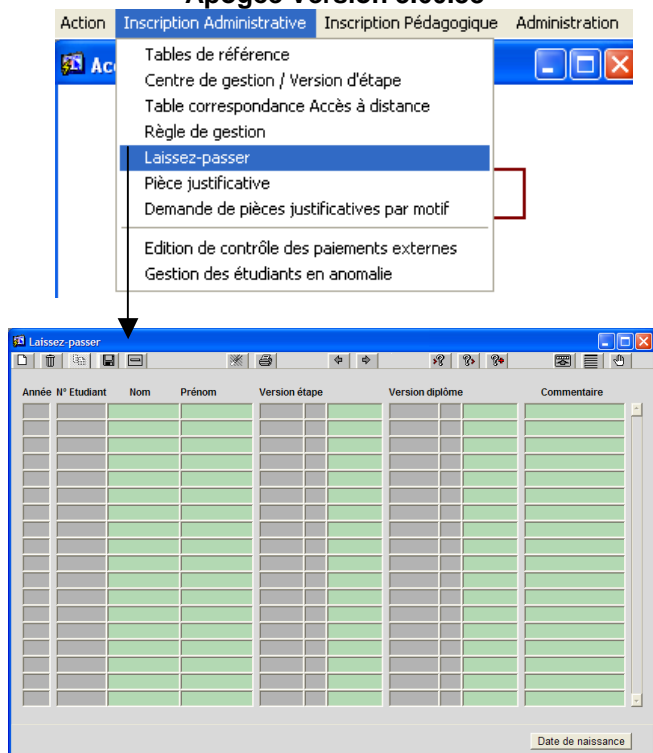 Action Inscription Administrative Inscription Pédagogique Administration
Tables de référence
Centre de gestion / Version d'étape
Table correspondance Accès à distance
Règle de gestion
Laissez-passer
Pièce justificative
Demande de pièces justificatives par motif
Edition de contrôle des paiements externes
Gestion des étudiants en anomalie
Laissez-passer
Année N° Etudiant Nom Prénom Version étape Version diplôme Commentaire
Date de naissance